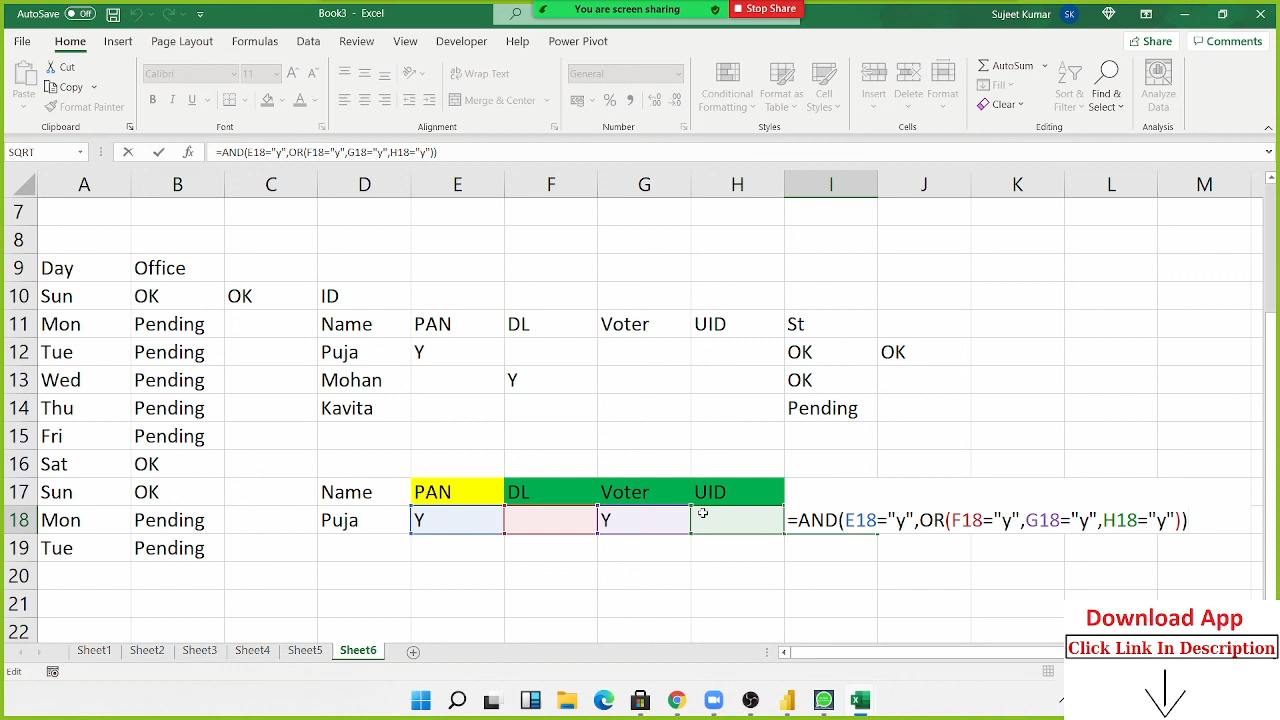 AutoSave Off Book3 - Excel You are screen sharing Stop Share Sujeet Kumar SK
File Home Insert Page Layout Formulas Data Review View Developer Help Power Pivot Share Comments
Paste Cut Copy Format Painter
Calibri 11
B I U
Wrap Text
Merge & Center
General
Conditional Formatting
Format as Table
Cell Styles
Insert Delete Format
AutoSum
Fill
Clear
Sort & Filter
Find & Select
Analyze Data
Clipboard Font Alignment Number Styles Cells Editing Analysis
SQRT fx =AND(E18="y",OR(F18="y",G18="y",H18="y"))
A B C D E F G H I J K L M
7
8
9 Day Office
10 Sun OK OK ID
11 Mon Pending Name PAN DL Voter UID St
12 Tue Pending Puja Y OK OK
13 Wed Pending Mohan Y OK
14 Thu Pending Kavita Pending
15 Fri Pending
16 Sat OK
17 Sun OK Name PAN DL Voter UID
18 Mon Pending Puja Y Y =AND(E18="y",OR(F18="y",G18="y",H18="y"))
19 Tue Pending
20
21
22
Download App
Click Link In Description
Sheet1 Sheet2 Sheet3 Sheet4 Sheet5 Sheet6
Edit